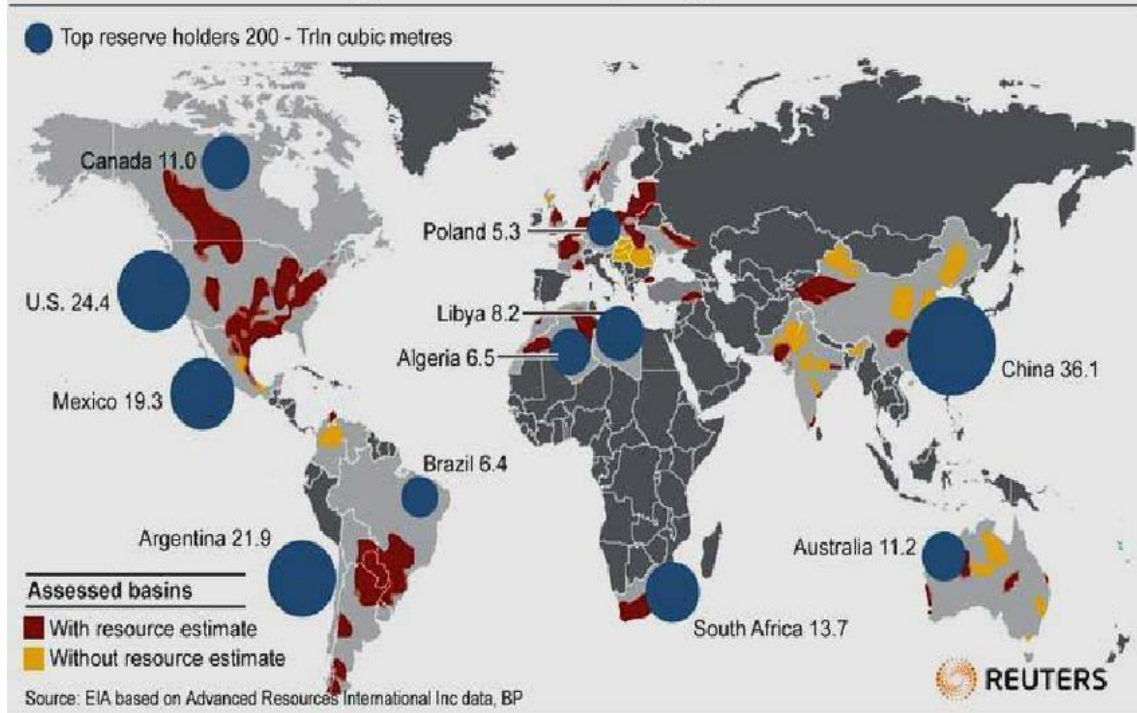 Top reserve holders 200 - Trln cubic metres
Canada 11.0
Poland 5.3
U.S. 24.4
Libya 8.2
Algeria 6.5
China 36.1
Mexico 19.3
Brazil 6.4
Argentina 21.9
Australia 11.2
South Africa 13.7
Assessed basins
With resource estimate
Without resource estimate
REUTERS
Source: EIA based on Advanced Resources International Inc data, BP